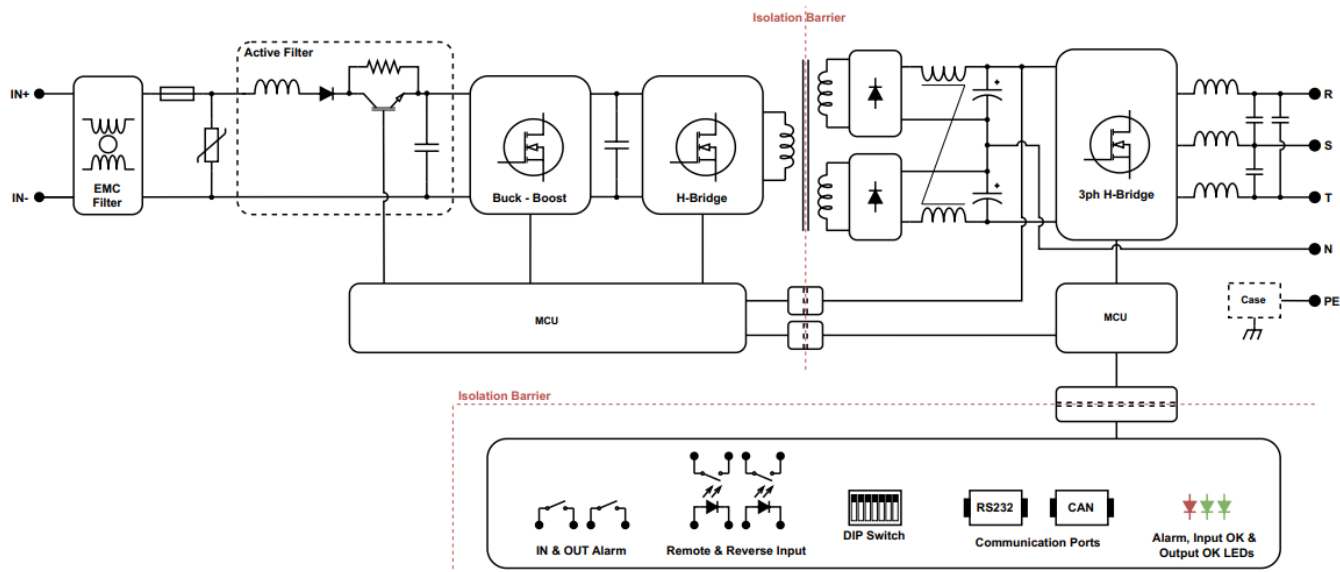 Isolation Barrier
Active Filter
IN+
IN-
EMC
Filter
Buck - Boost
H-Bridge
3ph H-Bridge
R
S
T
N
PE
+
+
Case
MCU
MCU
Isolation Barrier
IN & OUT Alarm
Remote & Reverse Input
DIP Switch
RS232
CAN
Communication Ports
Alarm, Input OK &
Output OK LEDs